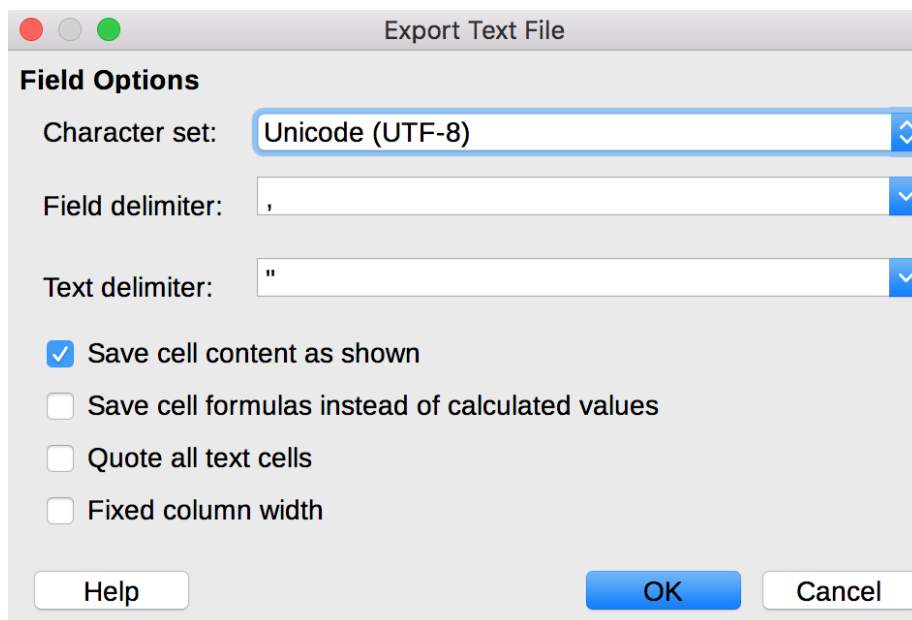 Export Text File
Field Options
Character set: Unicode (UTF-8)
Field delimiter: ,
Text delimiter: "
Save cell content as shown
Save cell formulas instead of calculated values
Quote all text cells
Fixed column width
Help OK Cancel